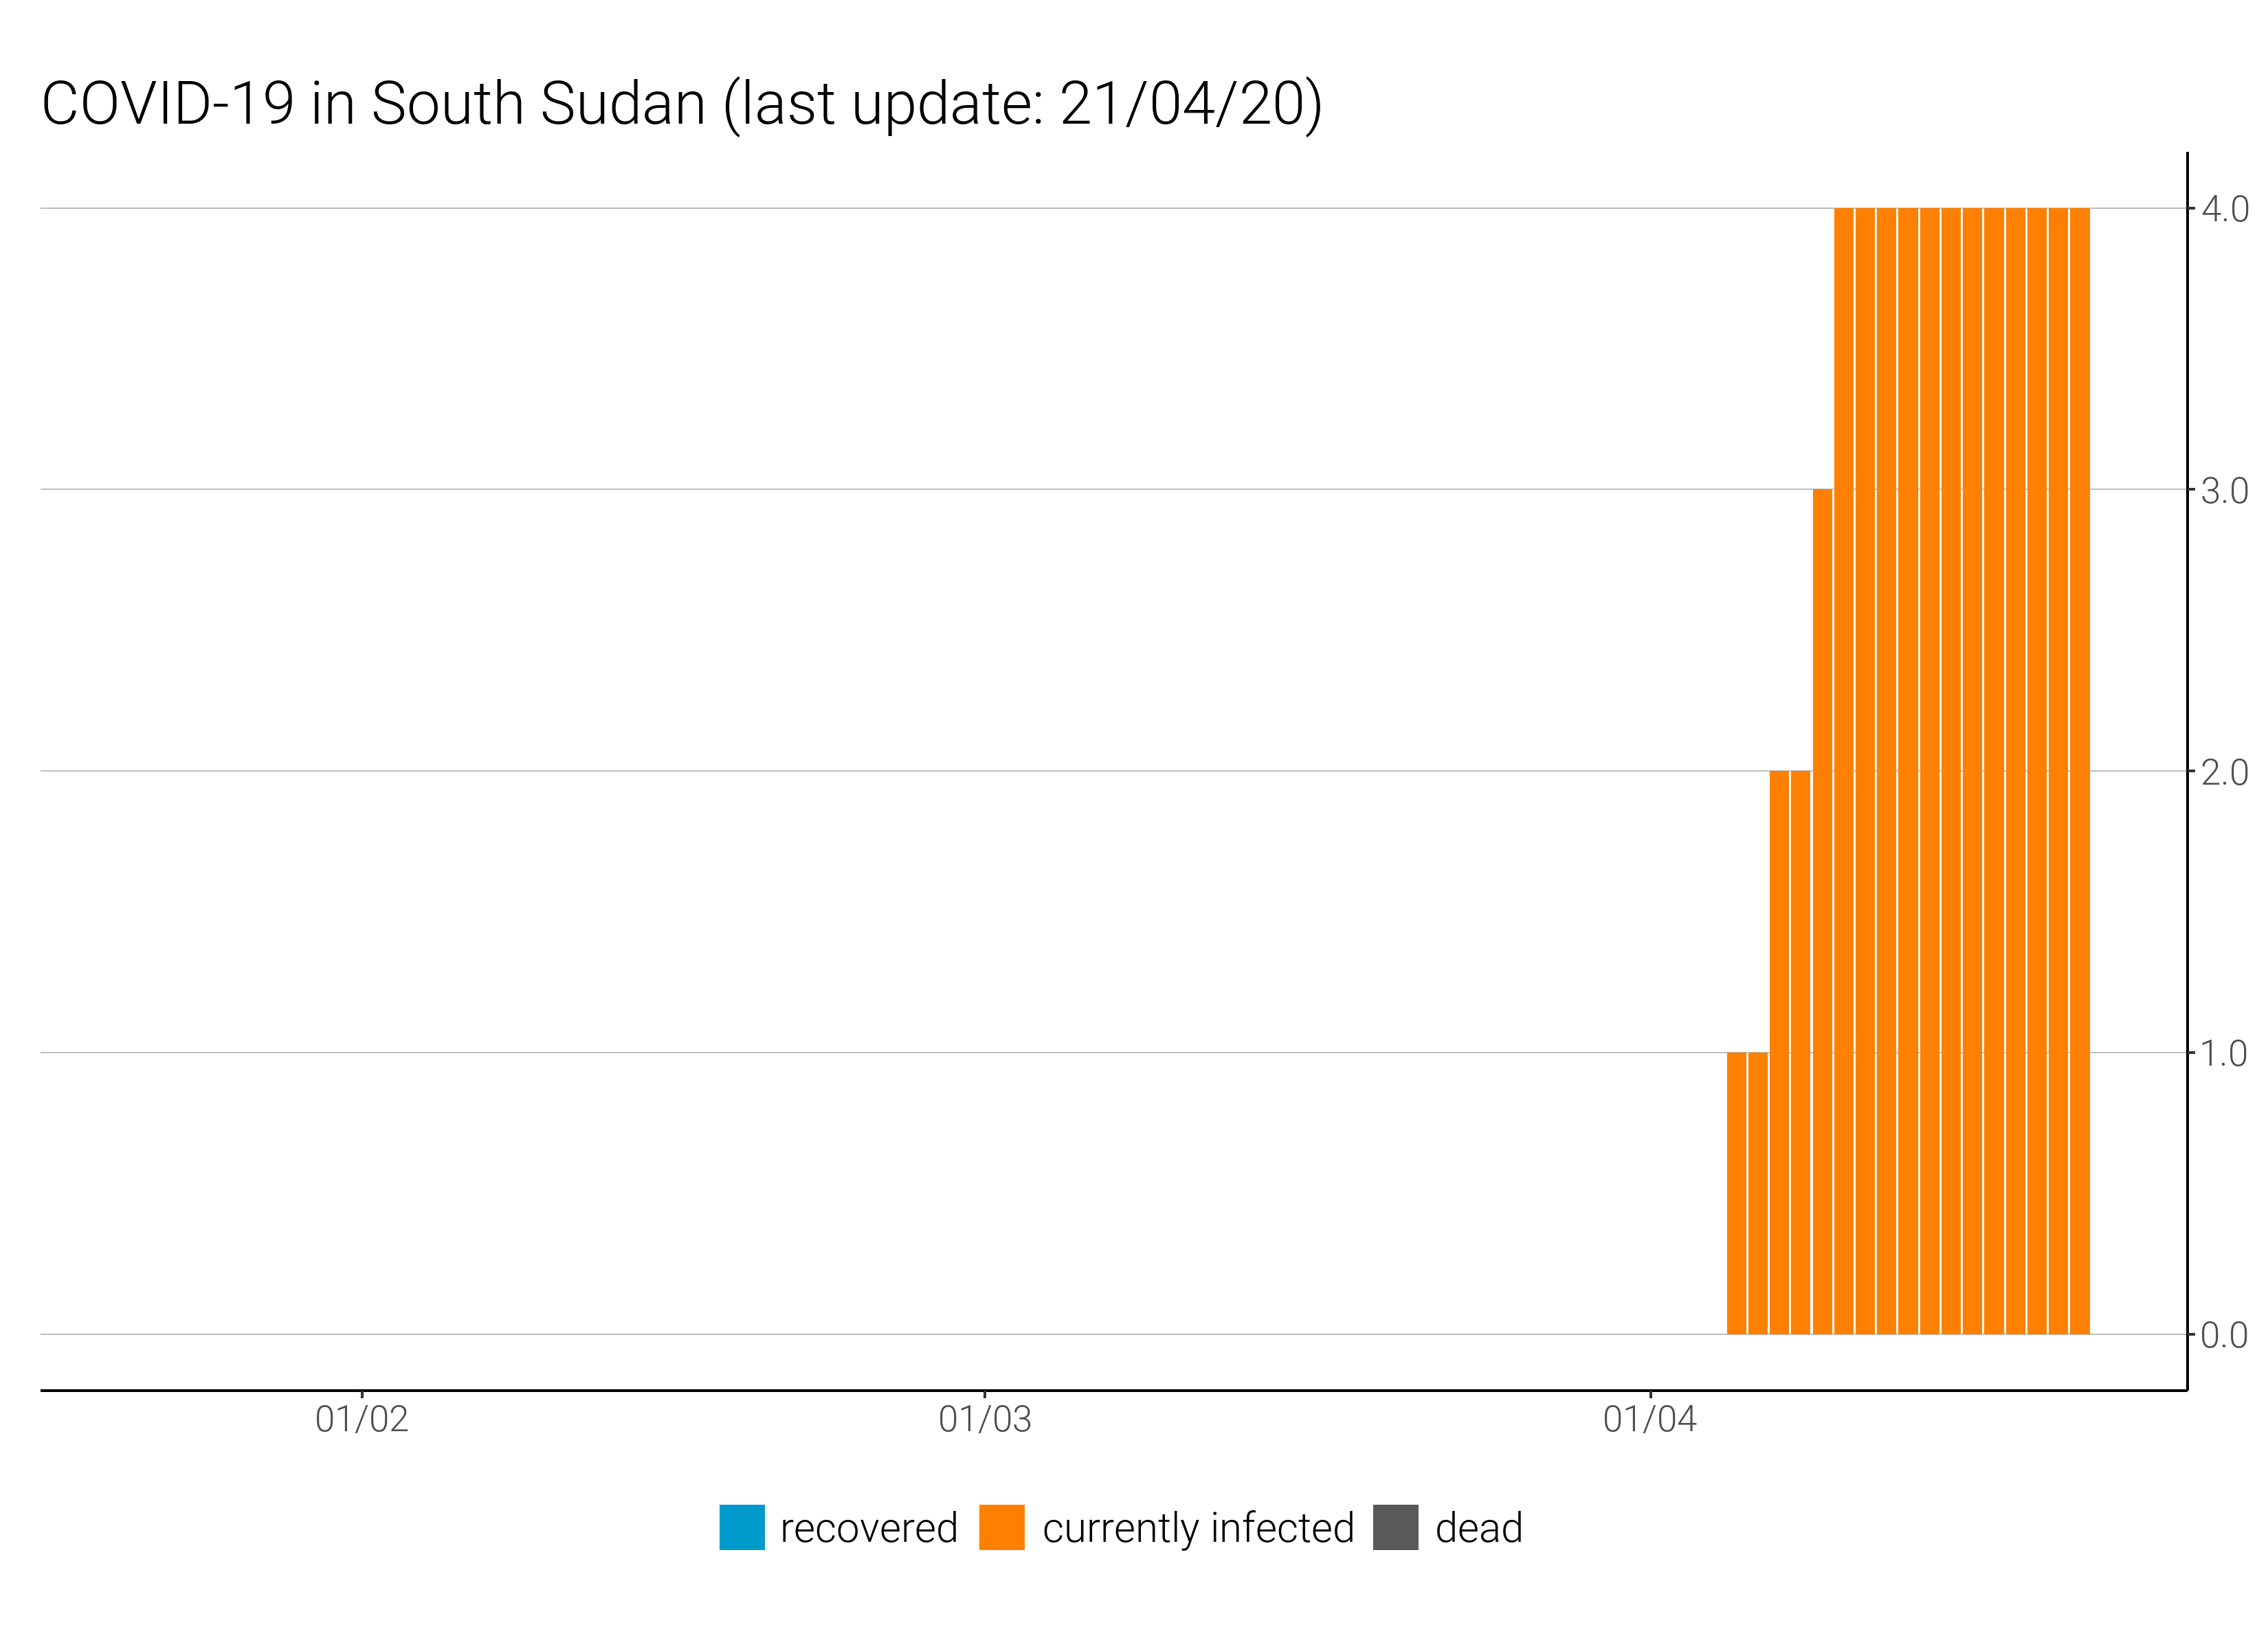 COVID-19 in South Sudan (last update: 21/04/20)
4.0
3.0
2.0
1.0
0.0
01/02 01/03 01/04
recovered currently infected dead